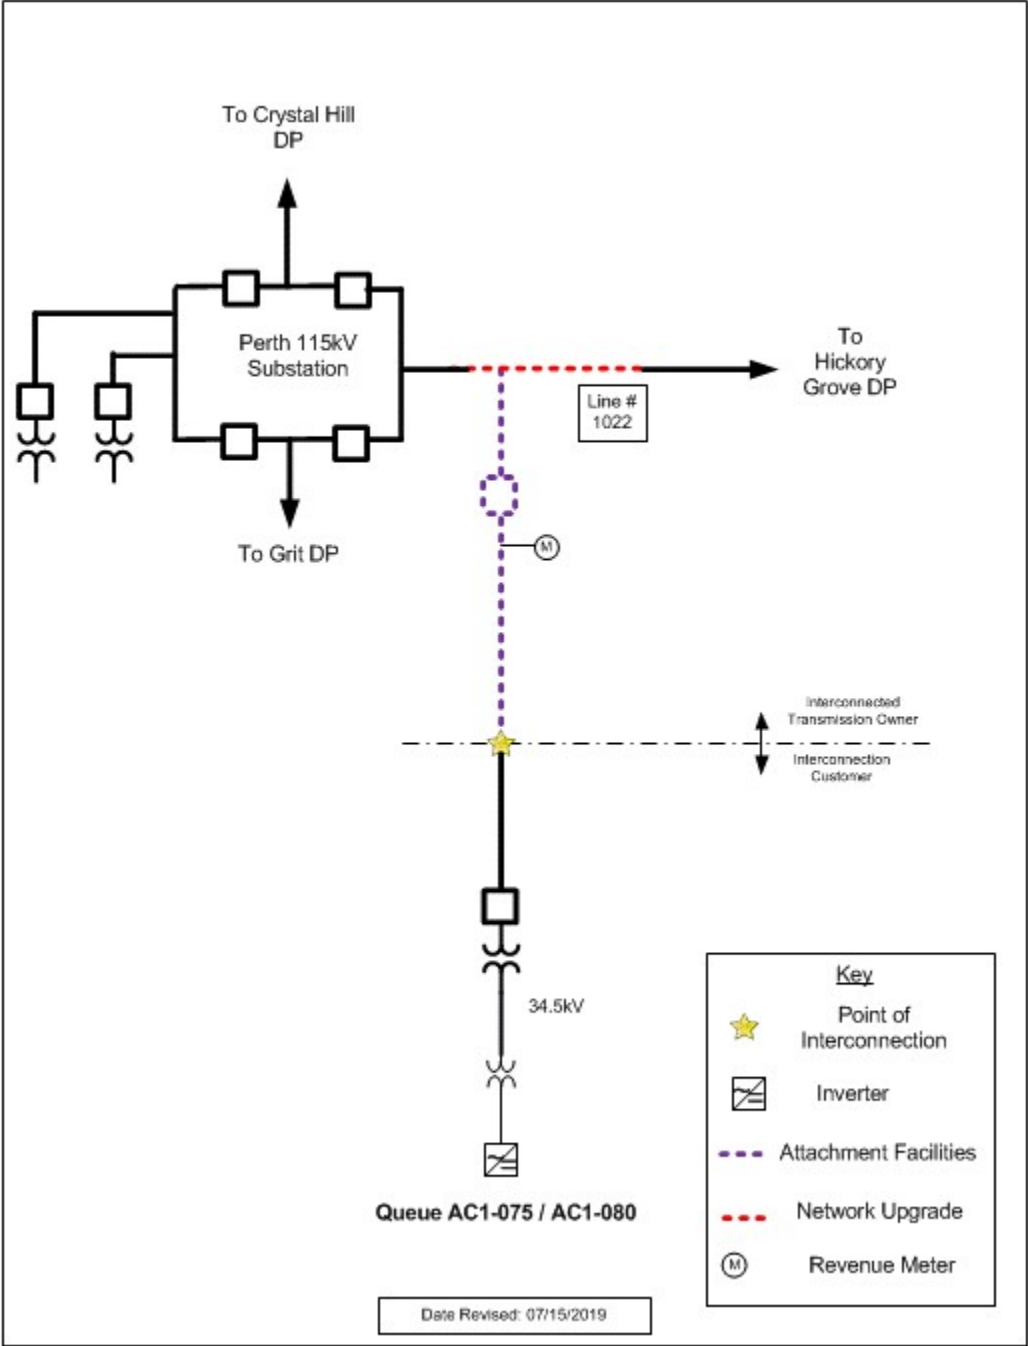 To Crystal Hill
DP
Perth 115kV
Substation
To
Hickory
Grove DP
Line #
1022
To Grit DP
M
Interconnected
Transmission Owner
Interconnection
Customer
34.5kV
Queue AC1-075 / AC1-080
Key
Point of
Interconnection
Inverter
Attachment Facilities
Network Upgrade
M
Revenue Meter
Date Revised: 07/15/2019